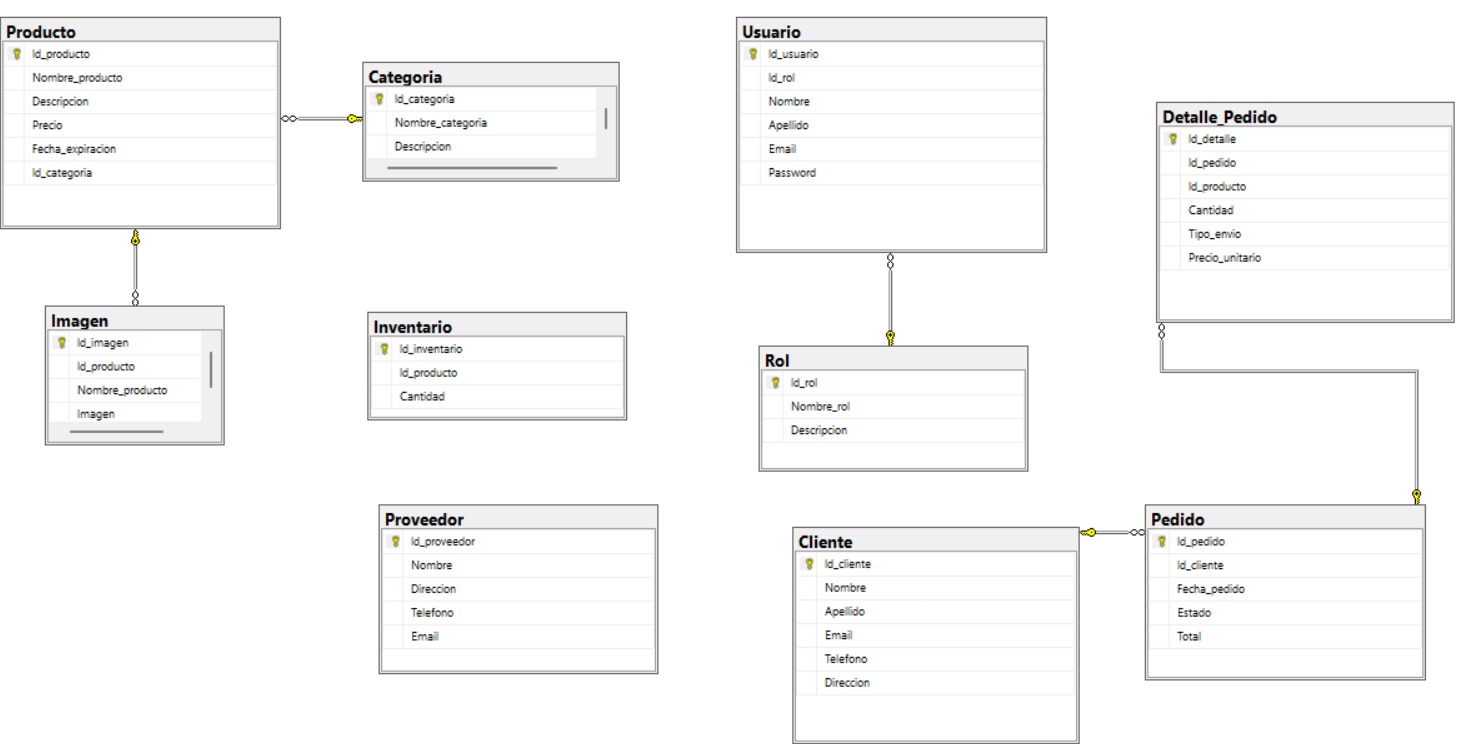 Producto
Id_producto
Nombre_producto
Descripcion
Precio
Fecha_expiracion
Id_categoria
Categoria
Id_categoria
Nombre_categoria
Descripcion
Imagen
Id_imagen
Id_producto
Nombre_producto
Imagen
Inventario
Id_inventario
Id_producto
Cantidad
Proveedor
Id_proveedor
Nombre
Direccion
Telefono
Email
Usuario
Id_usuario
Id_rol
Nombre
Apellido
Email
Password
Rol
Id_rol
Nombre_rol
Descripcion
Cliente
Id_cliente
Nombre
Apellido
Email
Telefono
Direccion
Detalle_Pedido
Id_detalle
Id_pedido
Id_producto
Cantidad
Tipo_envio
Precio_unitario
Pedido
Id_pedido
Id_cliente
Fecha_pedido
Estado
Total